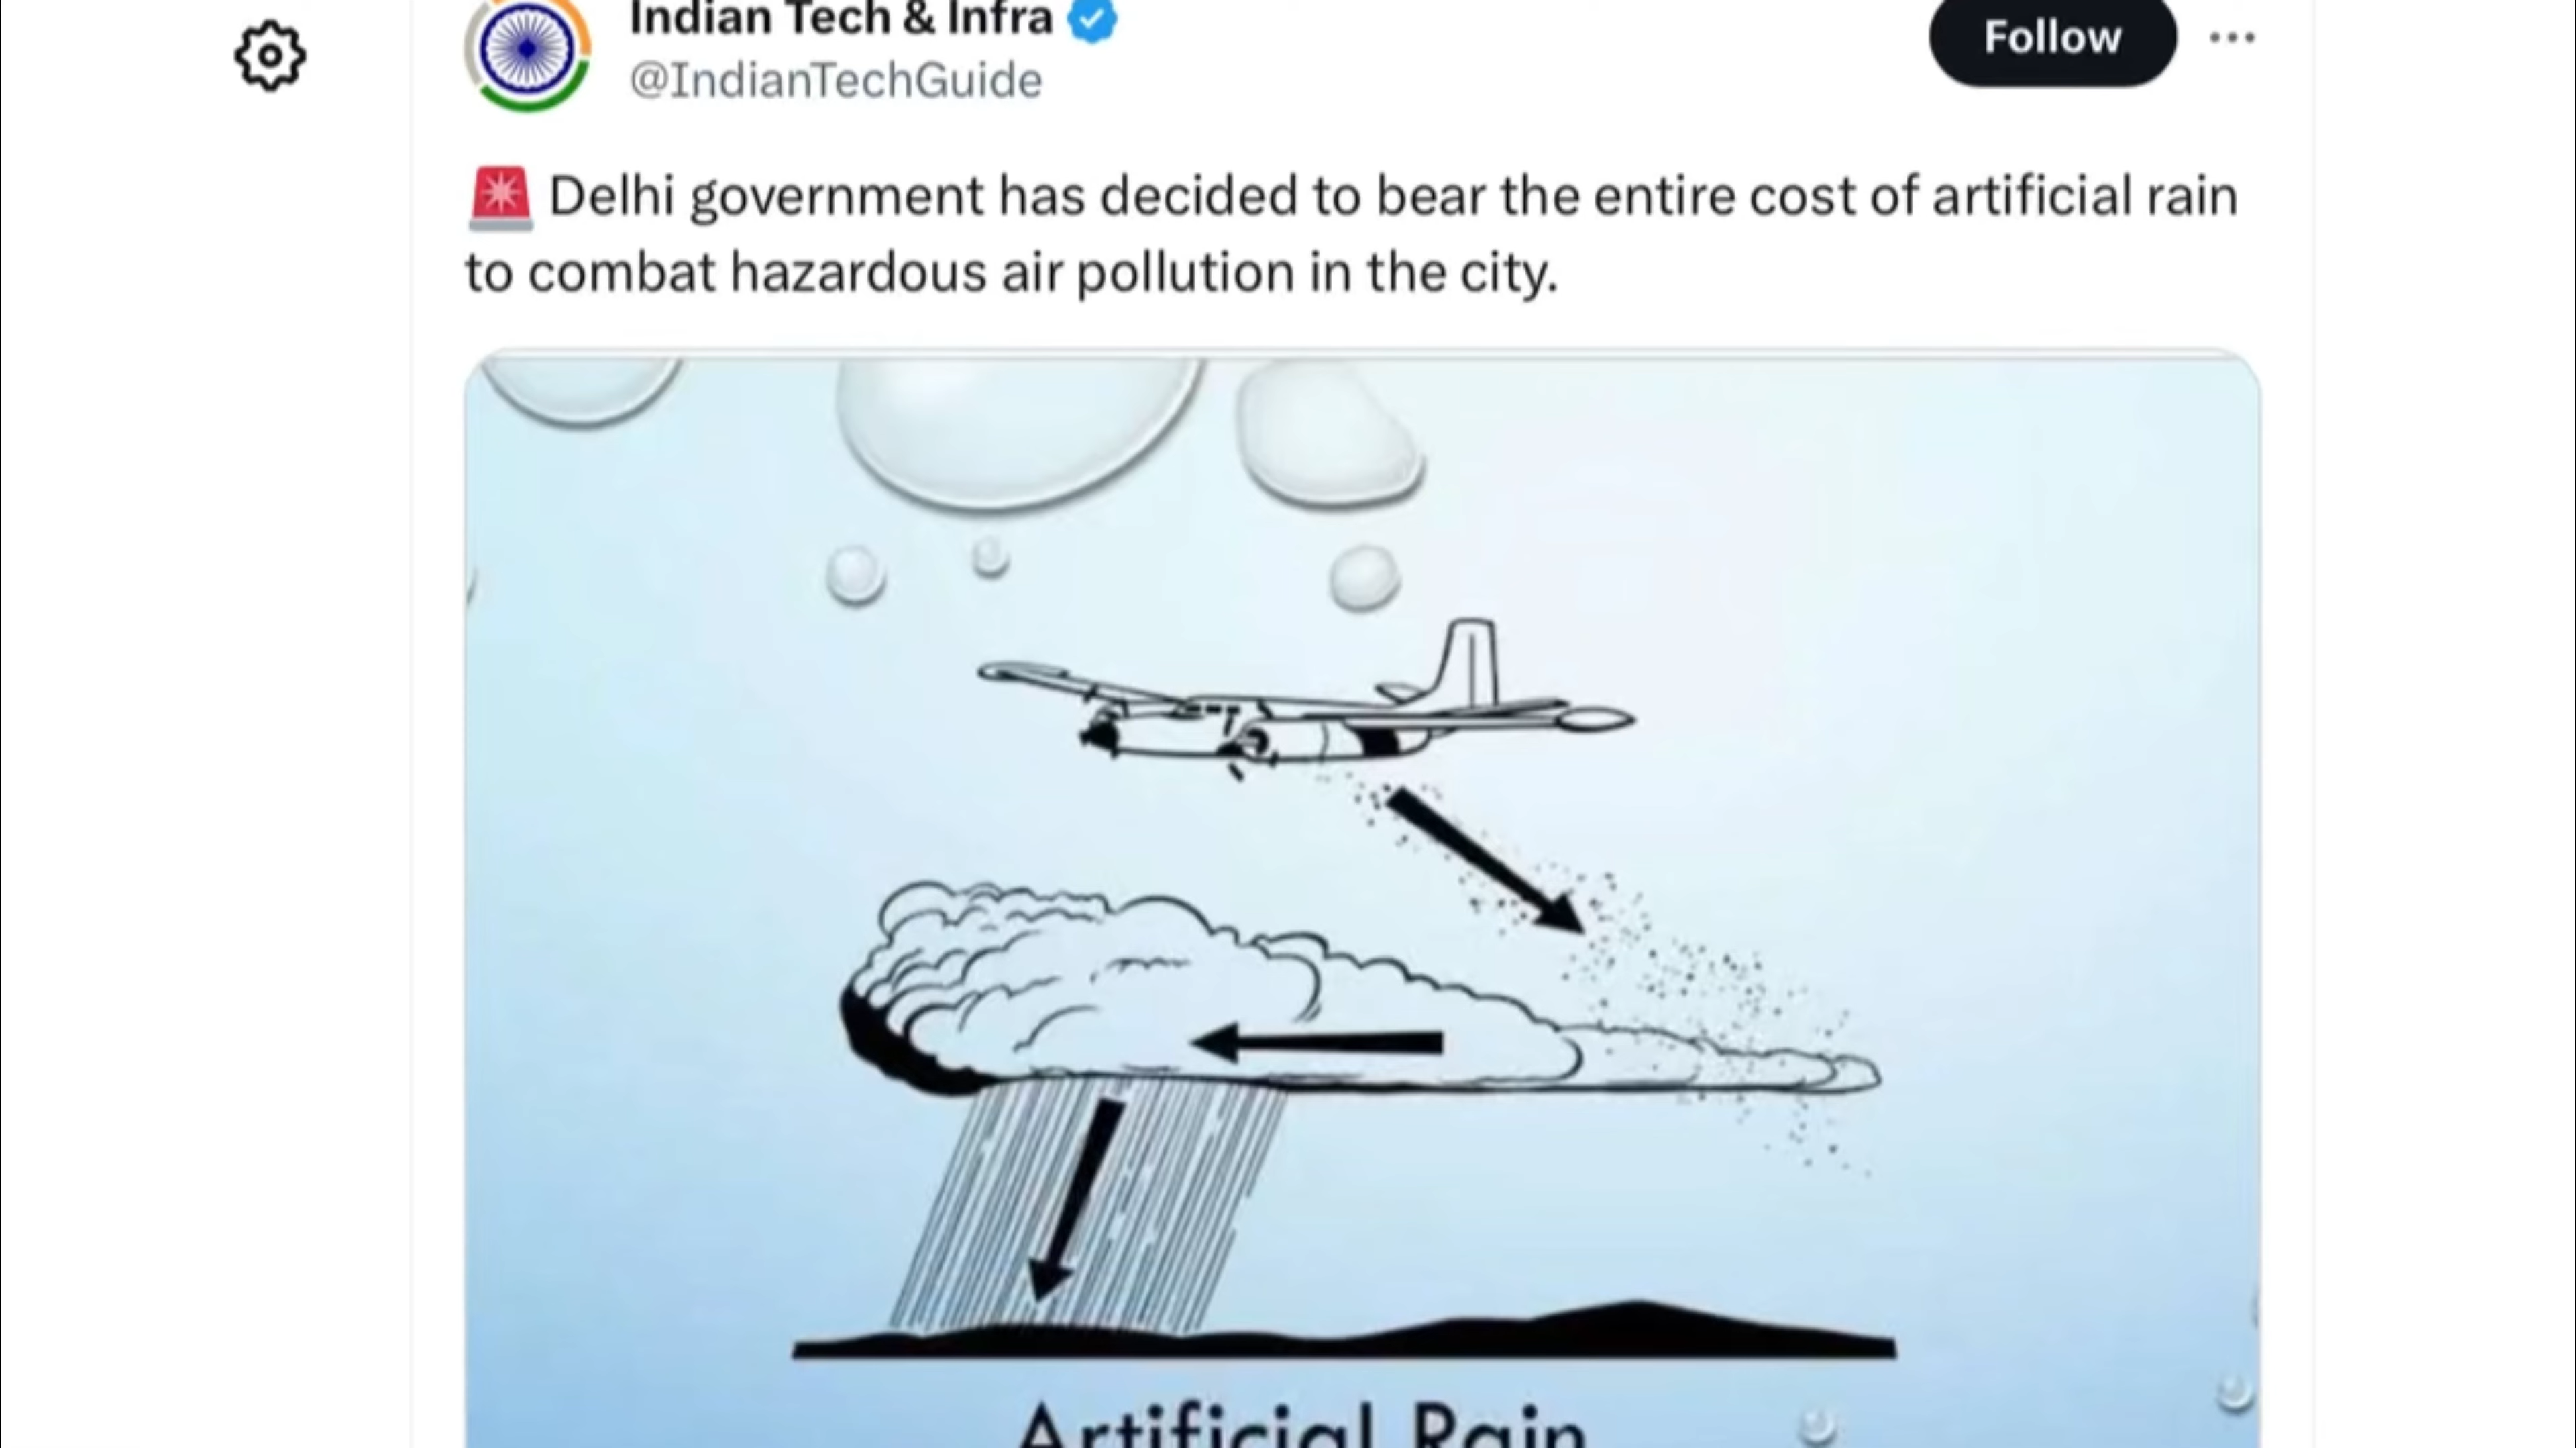 Indian Tech & Infra
@IndianTechGuide
Follow
Delhi government has decided to bear the entire cost of artificial rain
to combat hazardous air pollution in the city.
Artificial Rain